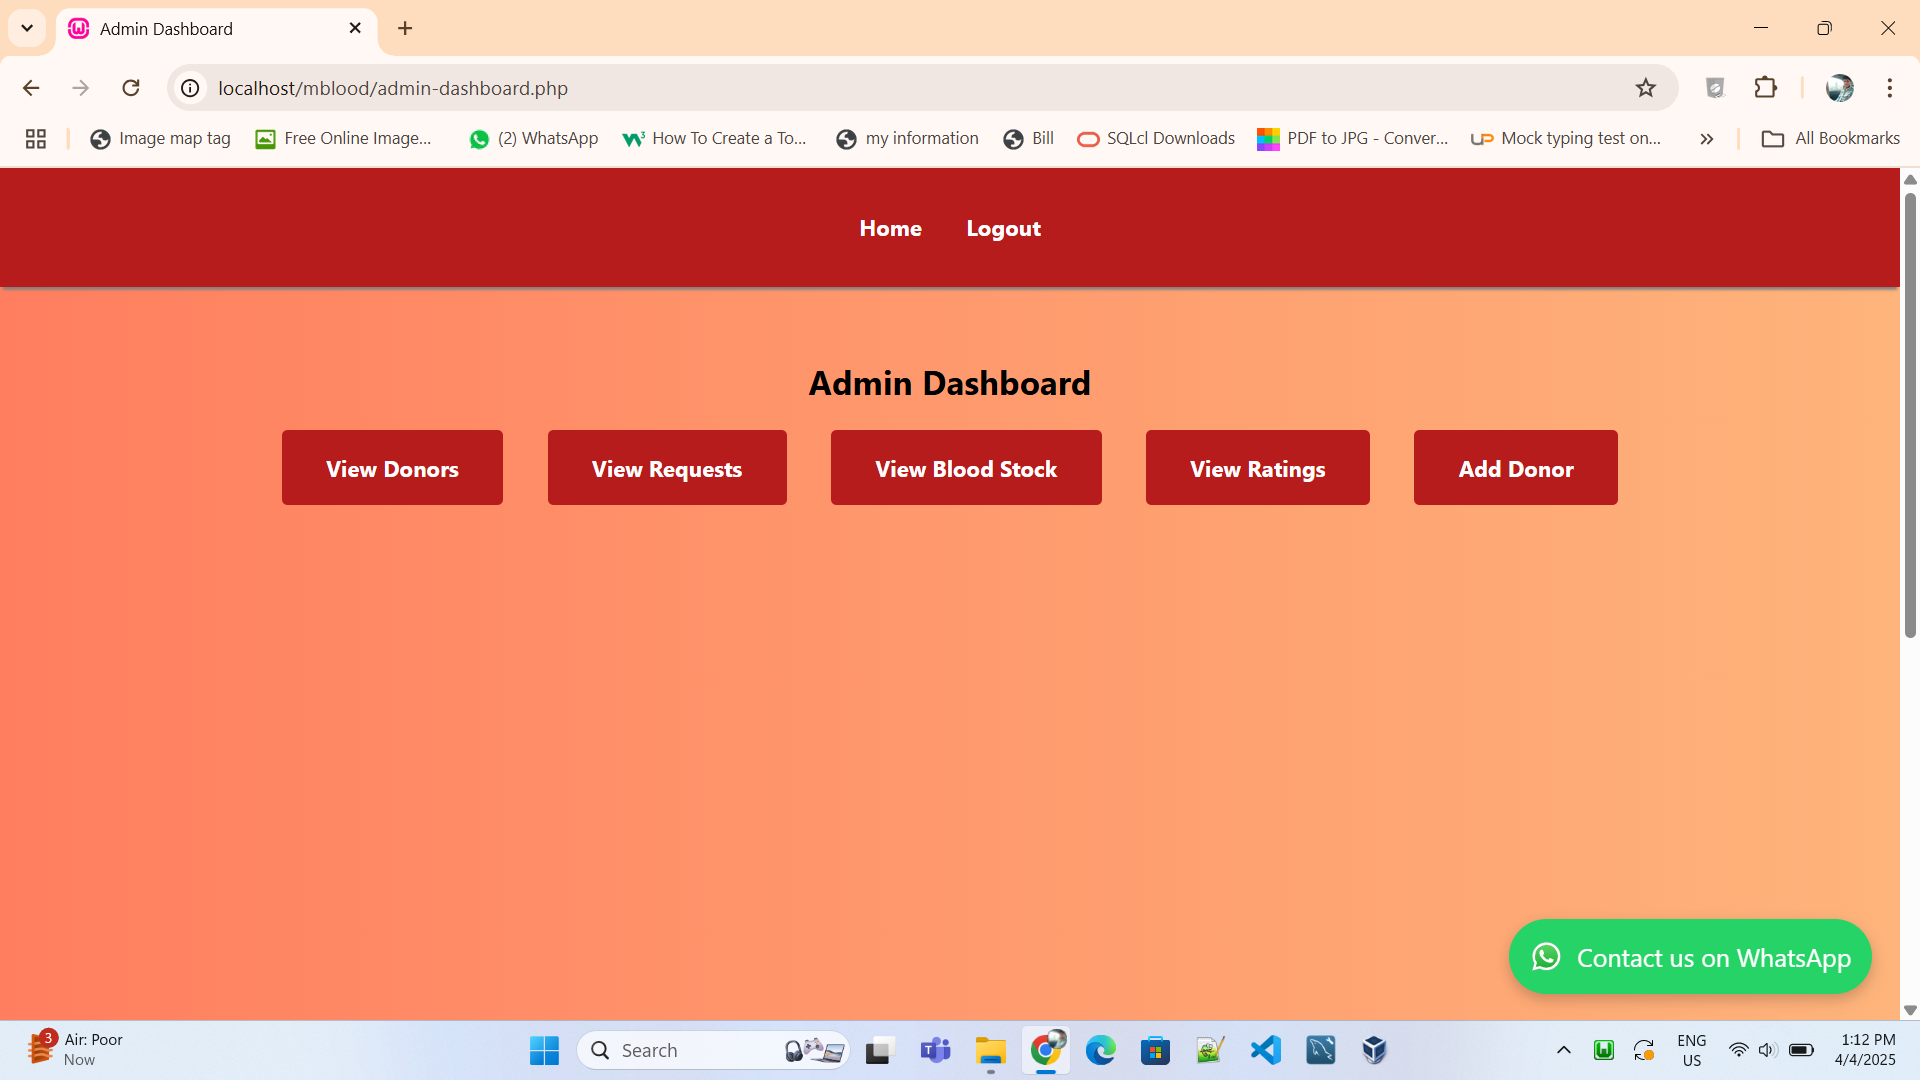 Admin Dashboard
localhost/mblood/admin-dashboard.php
Image map tag
Free Online Image...
(2) WhatsApp
How To Create a To...
my information
Bill
SQLcl Downloads
PDF to JPG - Conver...
Mock typing test on...
All Bookmarks
Home Logout
Admin Dashboard
View Donors
View Requests
View Blood Stock
View Ratings
Add Donor
Contact us on WhatsApp
3
Air: Poor
Now
Search
ENG
US
1:12 PM
4/4/2025